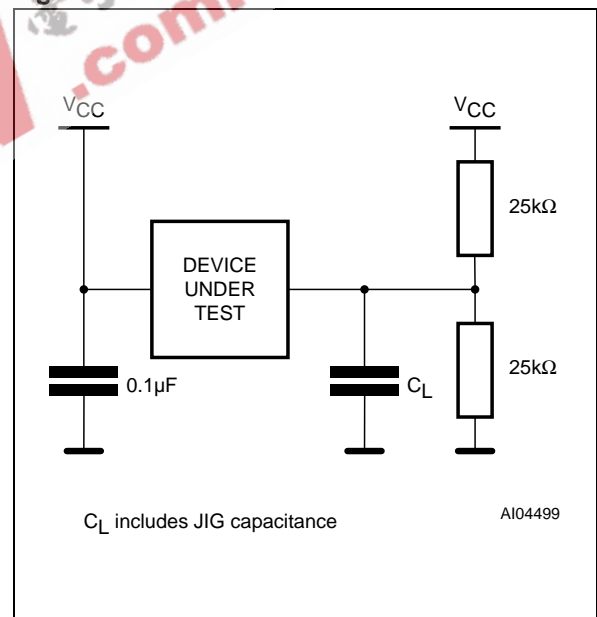 .com
VCC
VCC
25kΩ
DEVICE
UNDER
TEST
25kΩ
0.1µF
CL
CL includes JIG capacitance
AI04499